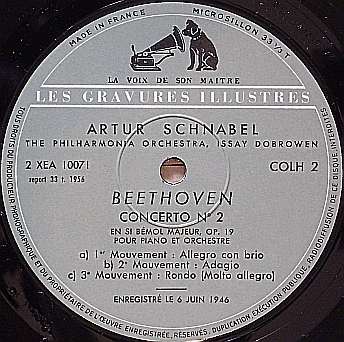 MADE IN FRANCE
MICROSILLON 33 1/3 T
LA VOIX DE SON MAITRE
LES GRAVURES ILLUSTRES
ARTUR SCHNABEL
THE PHILHARMONIA ORCHESTRA, ISSAY DOBROWEN
2 XEA 10071
COLH 2
report 33 t. 1956
BEETHOVEN
CONCERTO N° 2
EN SI BÉMOL MAJEUR, OP. 19
POUR PIANO ET ORCHESTRE
a) 1er Mouvement : Allegro con brio
b) 2e Mouvement : Adagio
c) 3e Mouvement : Rondo (Molto allegro)
ENREGISTRÉ LE 6 JUIN 1946
TOUS DROITS DU PRODUCTEUR PHONOGRAPHIQUE ET DU PROPRIÉTAIRE DE L'ŒUVRE ENREGISTRÉE, RÉSERVÉS. DUPLICATION EXÉCUTION PUBLIQUE, RADIODIFFUSION DE CE DISQUE INTERDITES